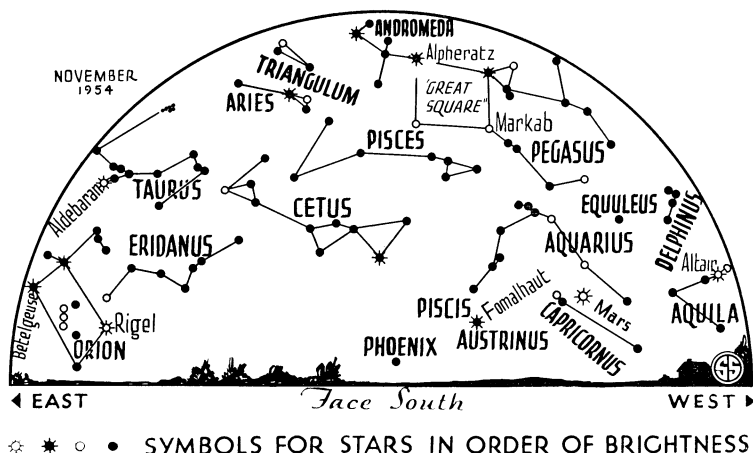 ANDROMEDA
Alpheratz
NOVEMBER
1954
TRIANGULUM
"GREAT
SQUARE"
ARIES
Markab
PISCES
PEGASUS
TAURUS
Aldebaran
CETUS
EQUULEUS
DELPHINUS
ERIDANUS
AQUARIUS
Altair
Betelgeuse
Rigel
ORION
PISCIS
AUSTRINUS
Fomalhaut
Mars
CAPRICORNUS
AQUILA
PHOENIX
SS
EAST
Face South
WEST
SYMBOLS FOR STARS IN ORDER OF BRIGHTNESS